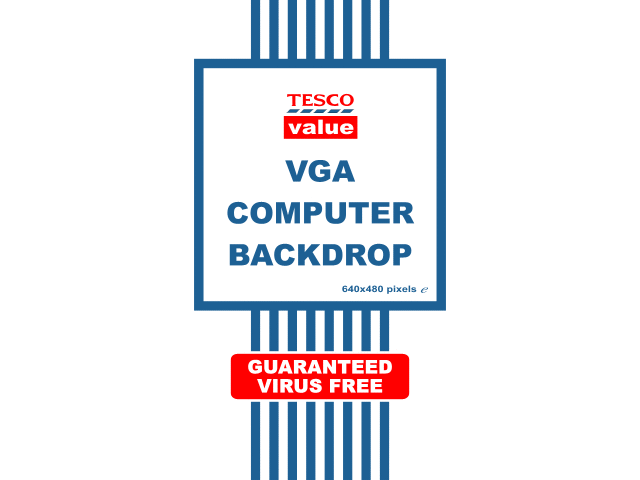 TESCO
value
VGA
COMPUTER
BACKDROP
640x480 pixels ℮
GUARANTEED
VIRUS FREE